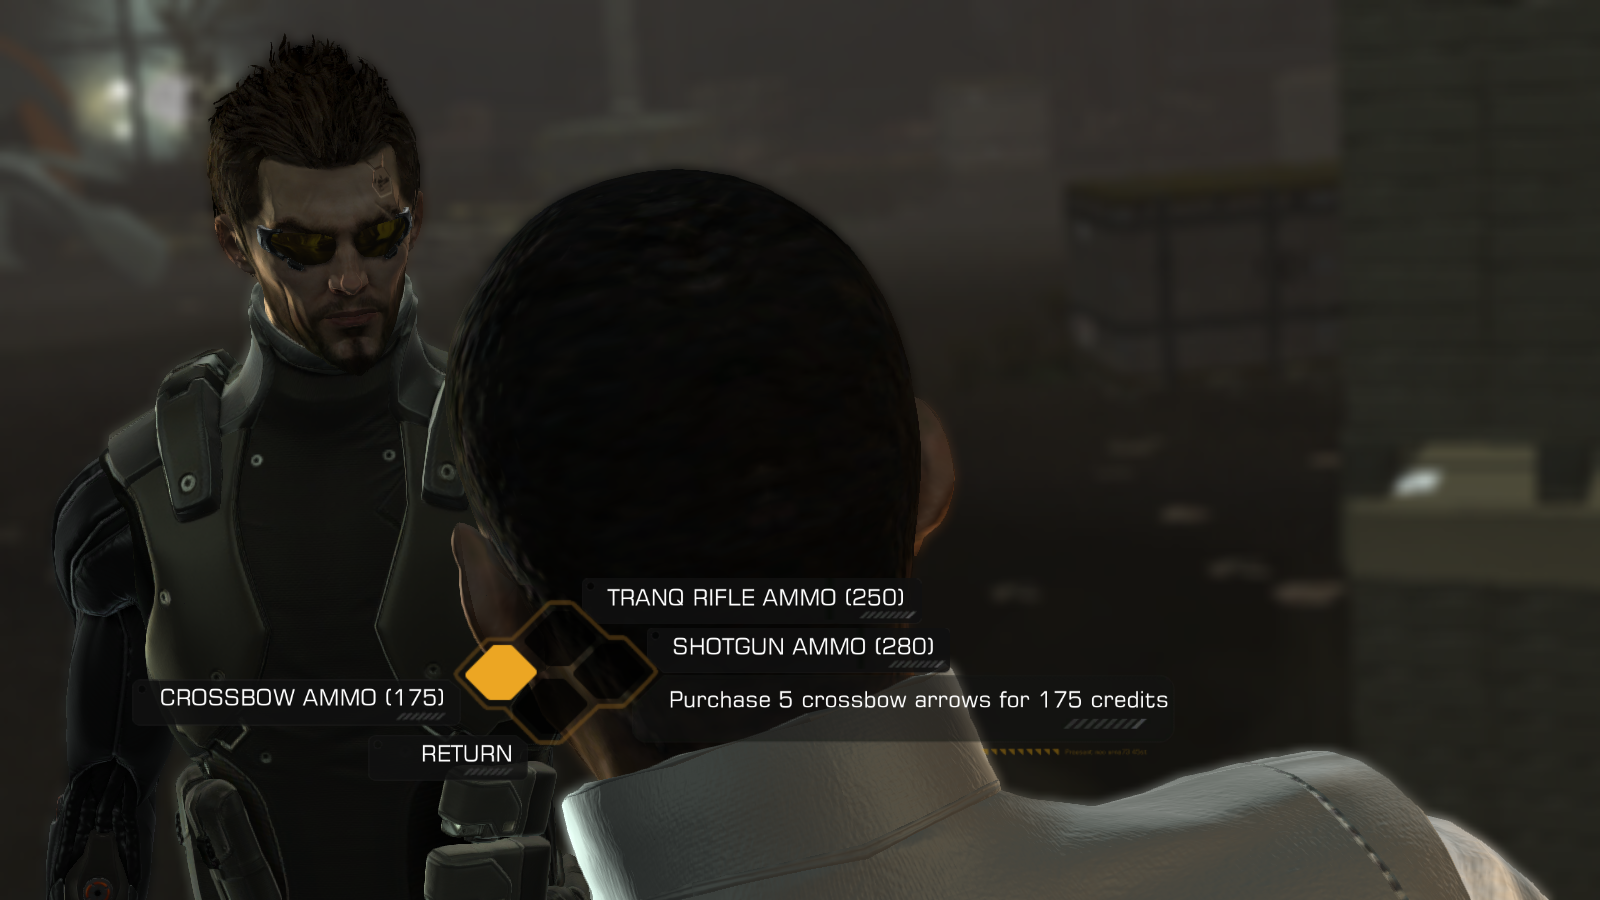 TRANQ RIFLE AMMO (250)
SHOTGUN AMMO (280)
CROSSBOW AMMO (175)
Purchase 5 crossbow arrows for 175 credits
RETURN